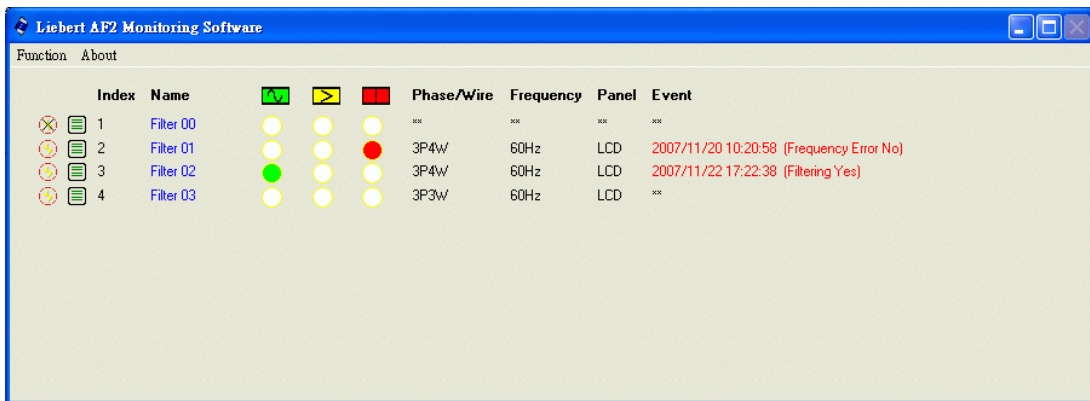 Liebert AF2 Monitoring Software
Function About
Index Name Phase/Wire Frequency Panel Event
1 Filter 00 ** ** ** **
2 Filter 01 3P4W 60Hz LCD 2007/11/20 10:20:58 (Frequency Error No)
3 Filter 02 3P4W 60Hz LCD 2007/11/22 17:22:38 (Filtering Yes)
4 Filter 03 3P3W 60Hz LCD **